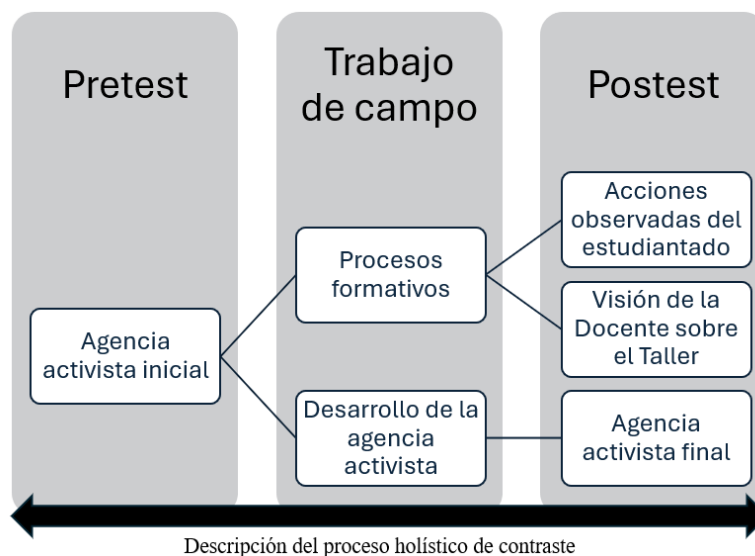 Pretest
Trabajo
de campo
Postest
Agencia
activista inicial
Procesos
formativos
Desarrollo de la
agencia
activista
Acciones
observadas del
estudiantado
Visión de la
Docente sobre
el Taller
Agencia
activista final
Descripción del proceso holístico de contraste